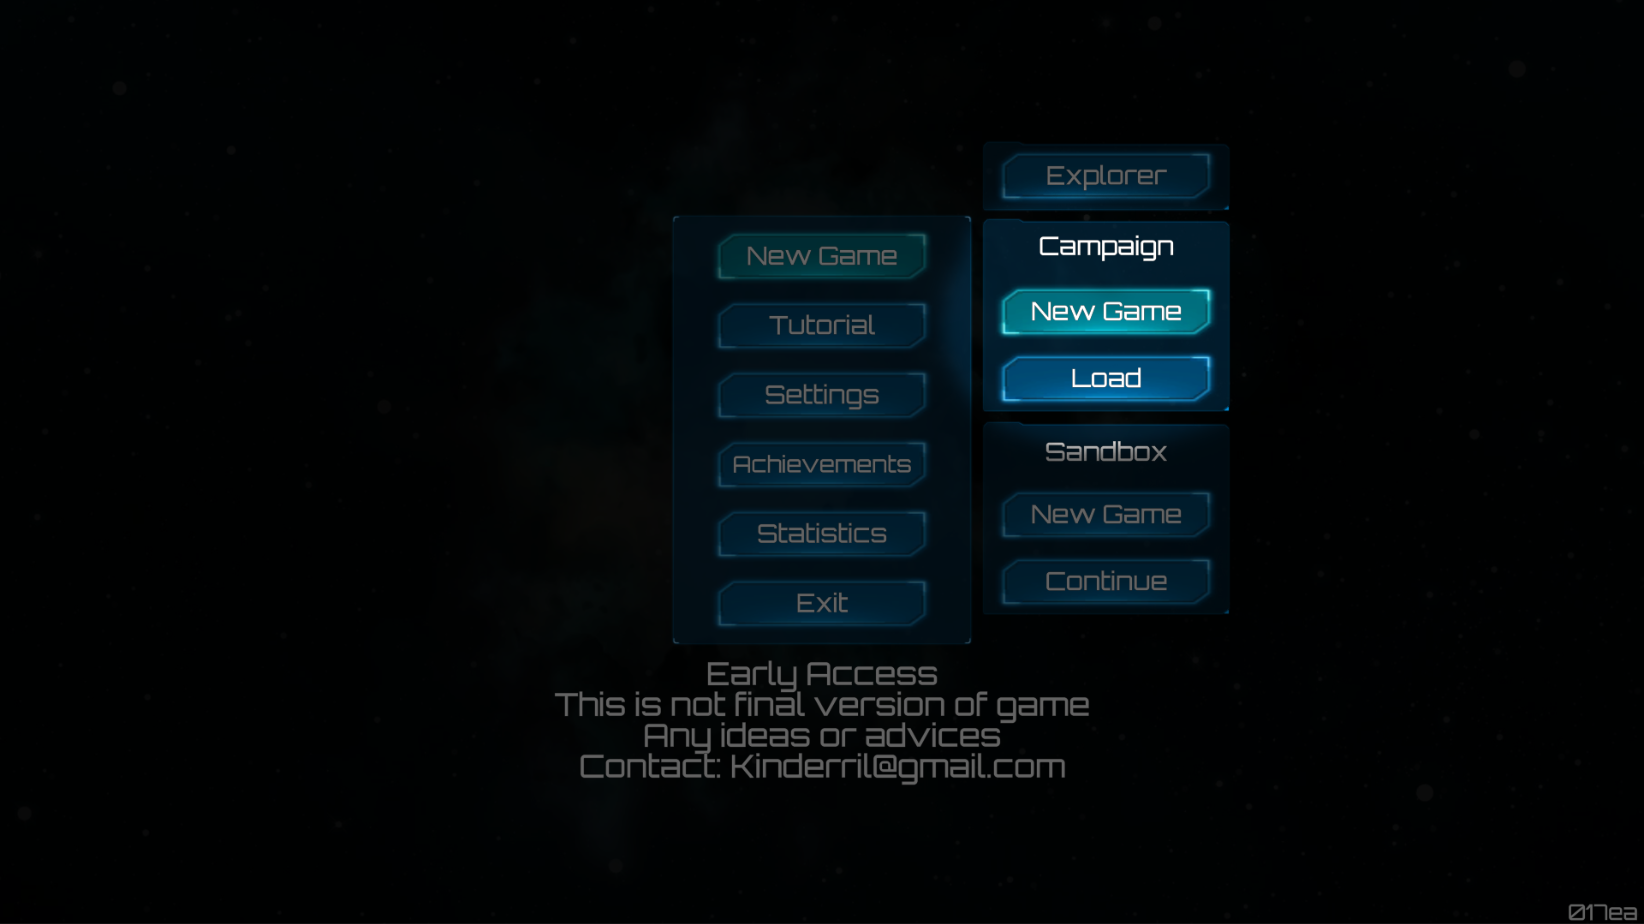 New Game
Tutorial
Settings
Achievements
Statistics
Exit
Explorer
Campaign
New Game
Load
Sandbox
New Game
Continue
Early Access
This is not final version of game
Any ideas or advices
Contact: Kinderril@gmail.com
017ea